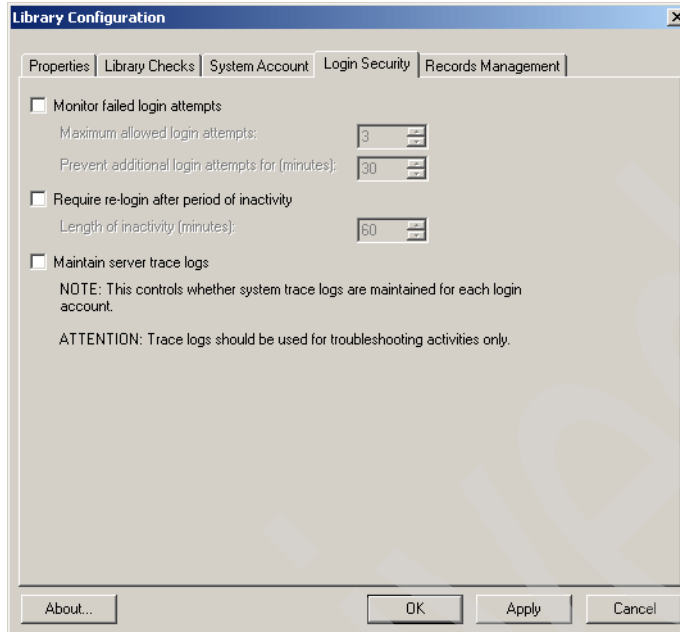 Library Configuration
Properties Library Checks System Account Login Security Records Management
Monitor failed login attempts
Maximum allowed login attempts: 3
Prevent additional login attempts for (minutes): 30
Require re-login after period of inactivity
Length of inactivity (minutes): 60
Maintain server trace logs
NOTE: This controls whether system trace logs are maintained for each login
account.
ATTENTION: Trace logs should be used for troubleshooting activities only.
About... OK Apply Cancel